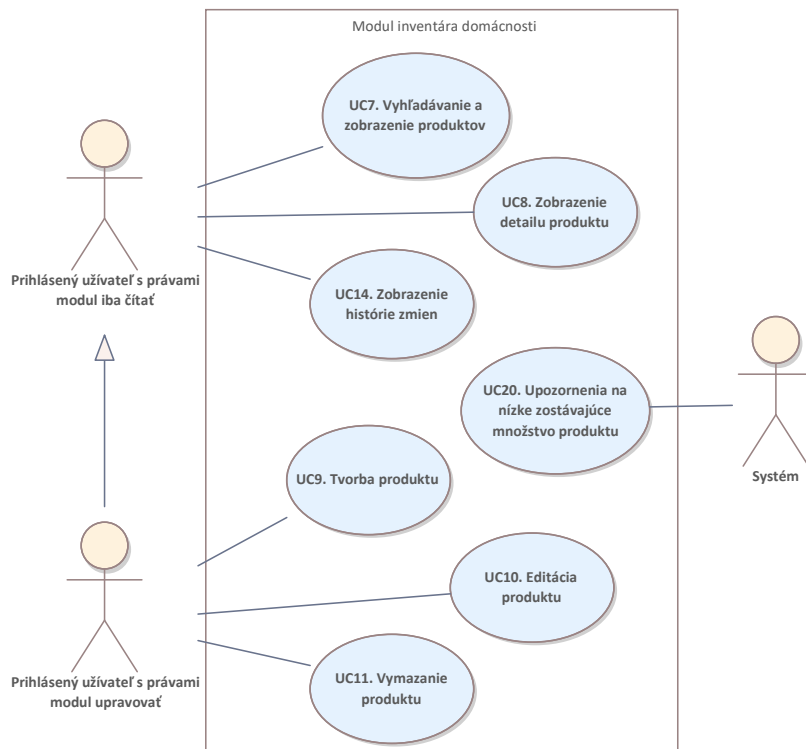 Modul inventára domácnosti
UC7. Vyhľadávanie a
zobrazenie produktov
UC8. Zobrazenie
detailu produktu
Prihlásený užívateľ s právami
modul iba čítať
UC14. Zobrazenie
histórie zmien
UC20. Upozornenia na
nízke zostávajúce
množstvo produktu
Systém
UC9. Tvorba produktu
UC10. Editácia
produktu
Prihlásený užívateľ s právami
modul upravovať
UC11. Vymazanie
produktu